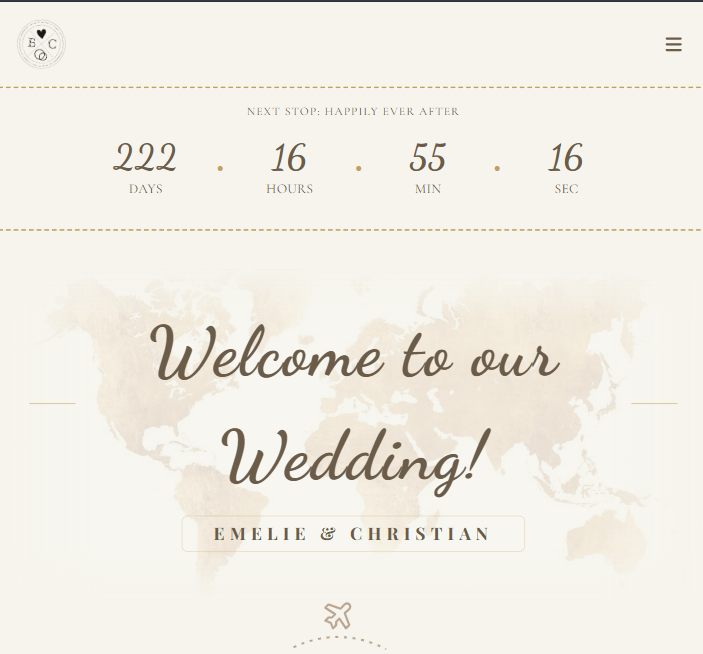 E C
NEXT STOP: HAPPILY EVER AFTER
222 . 16 . 55 . 16
DAYS HOURS MIN SEC
Welcome to our
Wedding!
EMELIE & CHRISTIAN